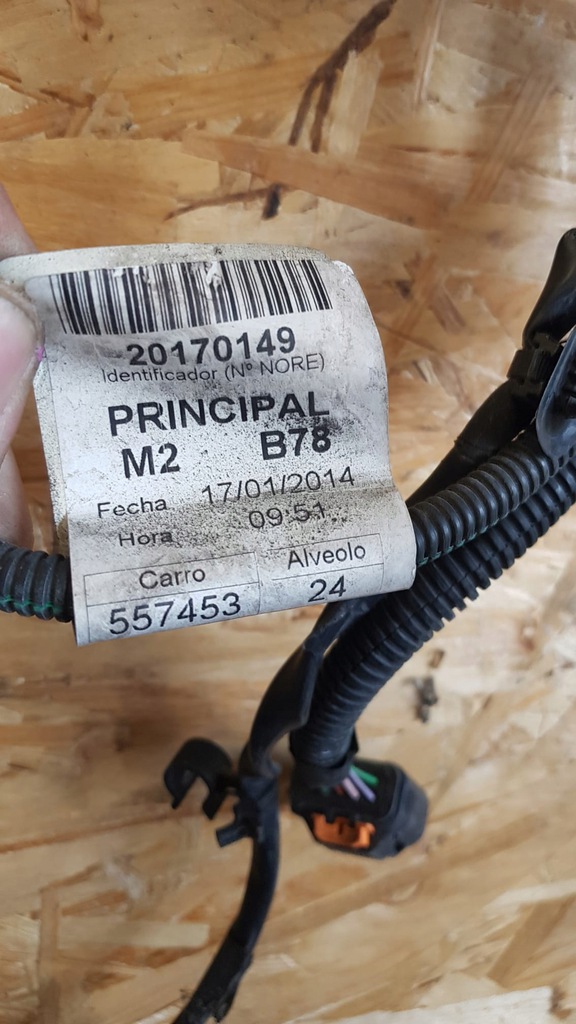 20170149
Identificador (Nº NORE)
PRINCIPAL
M2 B78
Fecha 17/01/2014
Hora 09:51
Carro Alveolo
557453 24